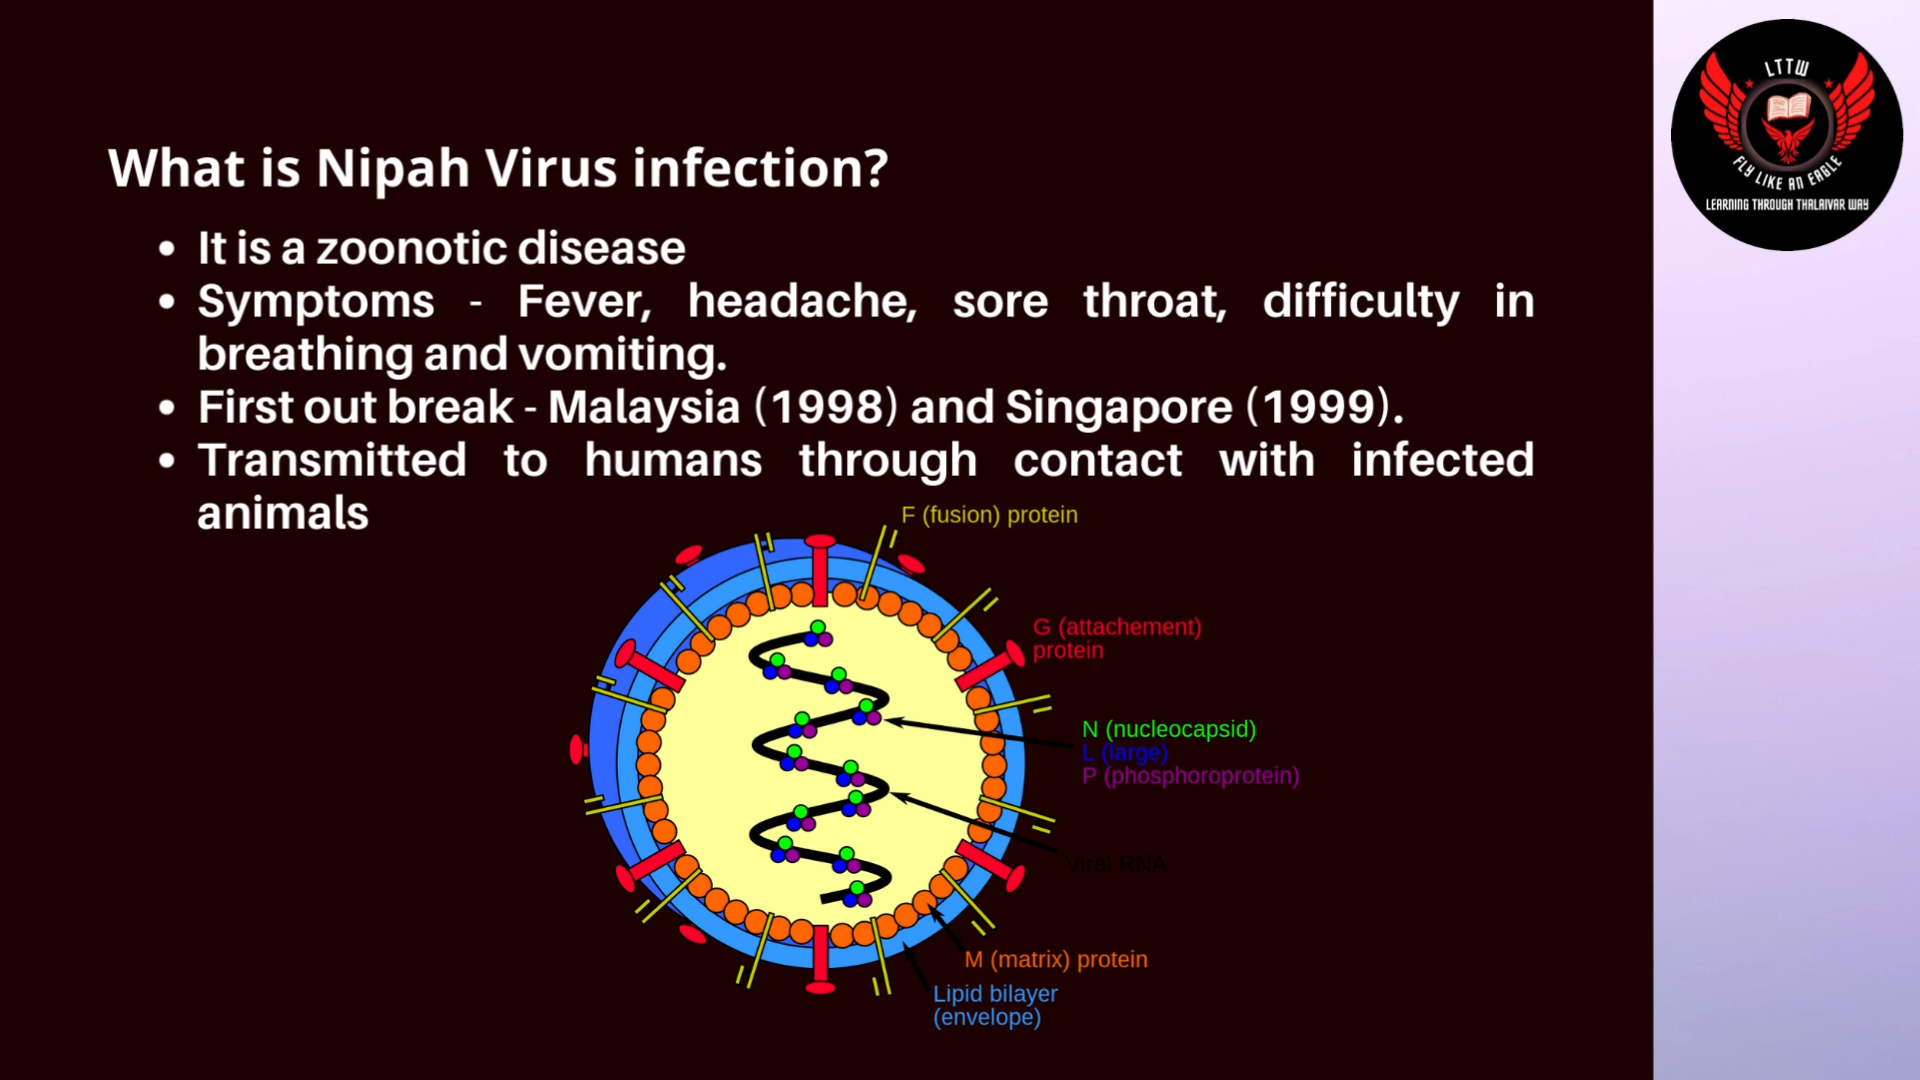 LTTW
FLY LIKE AN EAGLE
LEARNING THROUGH THALAIVAR WAY
What is Nipah Virus infection?
• It is a zoonotic disease
• Symptoms - Fever, headache, sore throat, difficulty in
breathing and vomiting.
• First out break - Malaysia (1998) and Singapore (1999).
• Transmitted to humans through contact with infected
animals
F (fusion) protein
G (attachement)
protein
N (nucleocapsid)
L (large)
P (phosphoroprotein)
Viral RNA
M (matrix) protein
Lipid bilayer
(envelope)